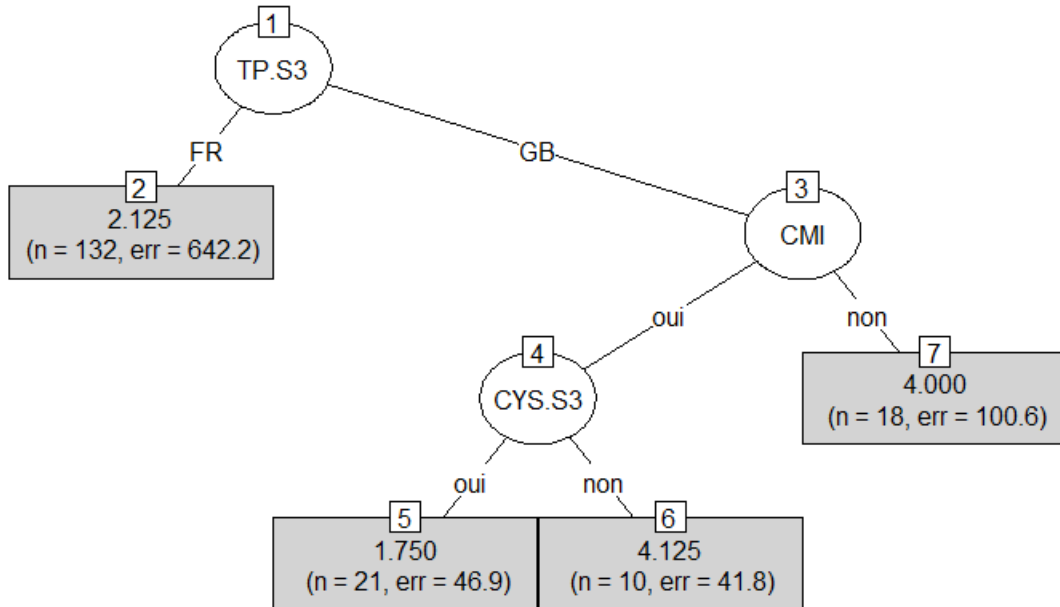 1
TP.S3
FR
GB
2
2.125
(n = 132, err = 642.2)
3
CMI
oui
non
4
CYS.S3
7
4.000
(n = 18, err = 100.6)
oui
non
5
1.750
(n = 21, err = 46.9)
6
4.125
(n = 10, err = 41.8)